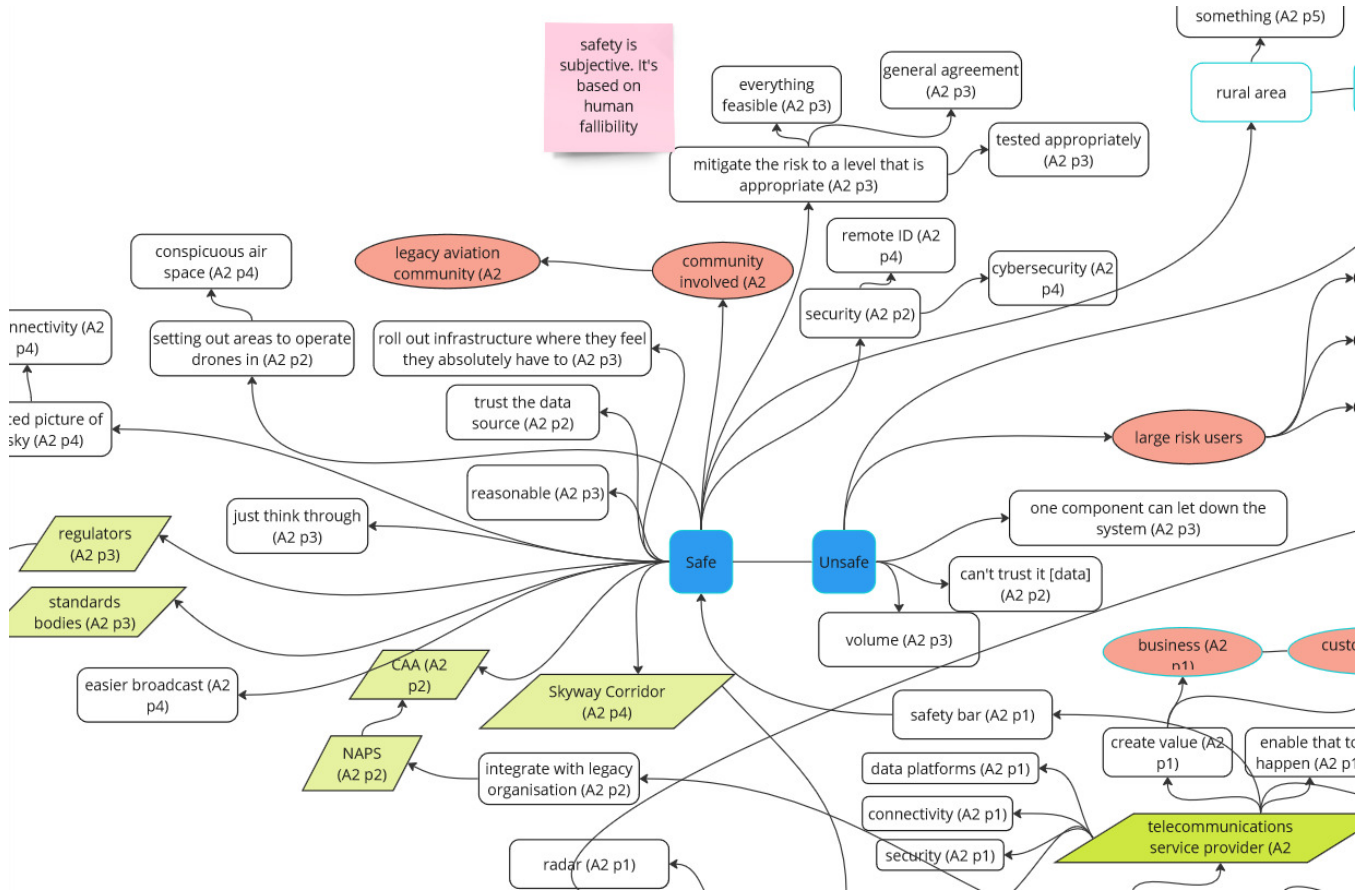 something (A2 p5)
safety is
subjective. It's
based on
human
fallibility
general agreement
(A2 p3)
everything
feasible (A2 p3)
rural area
tested appropriately
(A2 p3)
mitigate the risk to a level that is
appropriate (A2 p3)
remote ID (A2
p4)
conspicuous air
space (A2 p4)
legacy aviation
community (A2
community
involved (A2
cybersecurity (A2
p4)
security (A2 p2)
nnectivity (A2
p4)
setting out areas to operate
drones in (A2 p2)
roll out infrastructure where they feel
they absolutely have to (A2 p3)
trust the data
source (A2 p2)
ted picture of
sky (A2 p4)
large risk users
reasonable (A2 p3)
just think through
(A2 p3)
one component can let down the
system (A2 p3)
regulators
(A2 p3)
Safe
Unsafe
can't trust it [data]
(A2 p2)
standards
bodies (A2 p3)
volume (A2 p3)
business (A2
p1)
custo
CAA (A2
p2)
easier broadcast (A2
p4)
Skyway Corridor
(A2 p4)
safety bar (A2 p1)
create value (A2
p1)
enable that to
happen (A2 p1
NAPS
(A2 p2)
integrate with legacy
organisation (A2 p2)
data platforms (A2 p1)
connectivity (A2 p1)
telecommunications
service provider (A2
security (A2 p1)
radar (A2 p1)